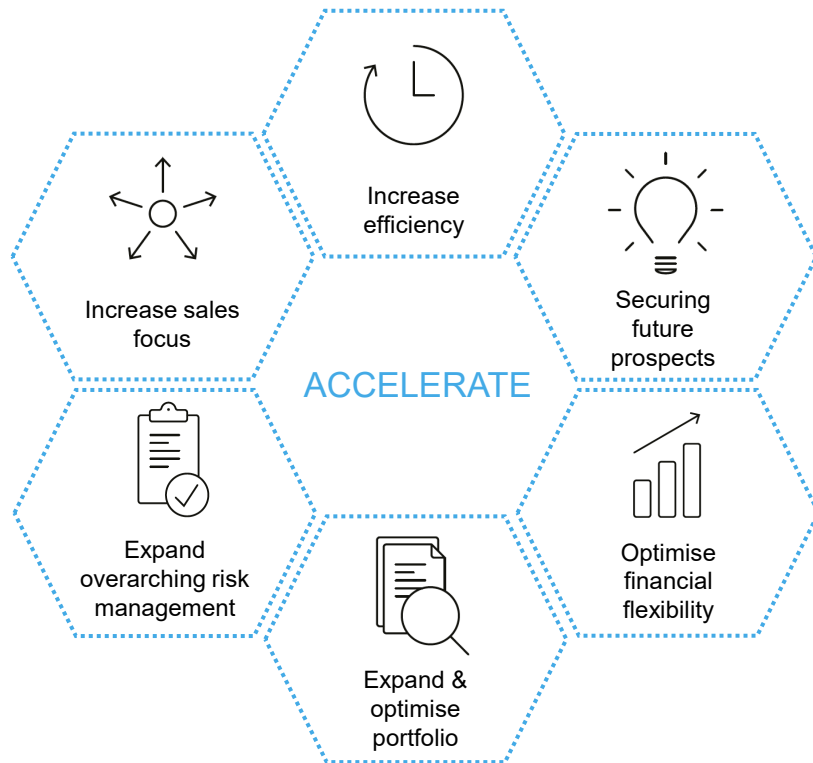 Increase
efficiency
Increase sales
focus
Securing
future
prospects
ACCELERATE
Expand
overarching risk
management
Optimise
financial
flexibility
Expand &
optimise
portfolio